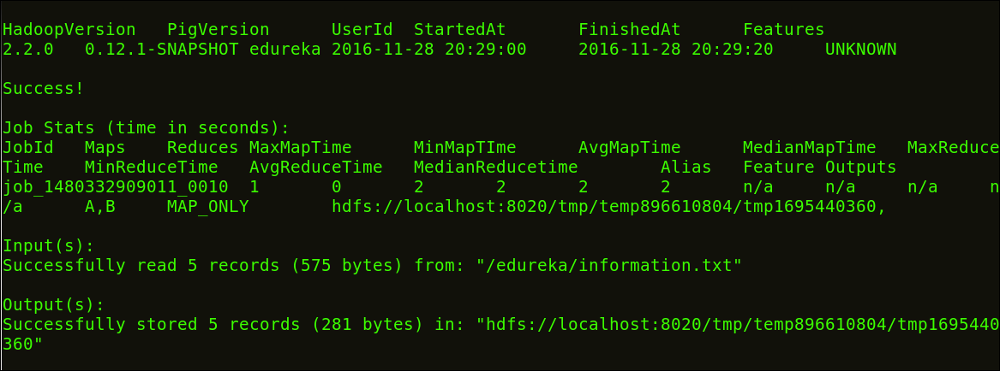 HadoopVersion   PigVersion      UserId  StartedAt       FinishedAt      Features
2.2.0   0.12.1-SNAPSHOT edureka 2016-11-28 20:29:00     2016-11-28 20:29:20     UNKNOWN
Success!
Job Stats (time in seconds):
JobId   Maps    Reduces MaxMapTime      MinMapTIme      AvgMapTime      MedianMapTime   MaxReduce
Time    MinReduceTime   AvgReduceTime   MedianReducetime        Alias   Feature Outputs
job_1480332909011_0010  1       0       2       2       2       2       n/a     n/a     n/a     n
/a      A,B     MAP_ONLY        hdfs://localhost:8020/tmp/temp896610804/tmp1695440360,
Input(s):
Successfully read 5 records (575 bytes) from: "/edureka/information.txt"
Output(s):
Successfully stored 5 records (281 bytes) in: "hdfs://localhost:8020/tmp/temp896610804/tmp1695440
360"